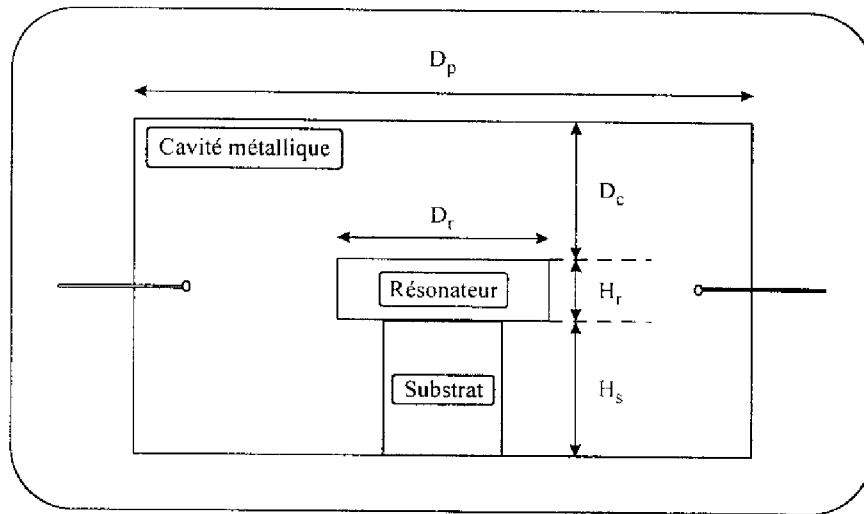 D_p
Cavité métallique
D_c
D_r
Résonateur
H_r
Substrat
H_s